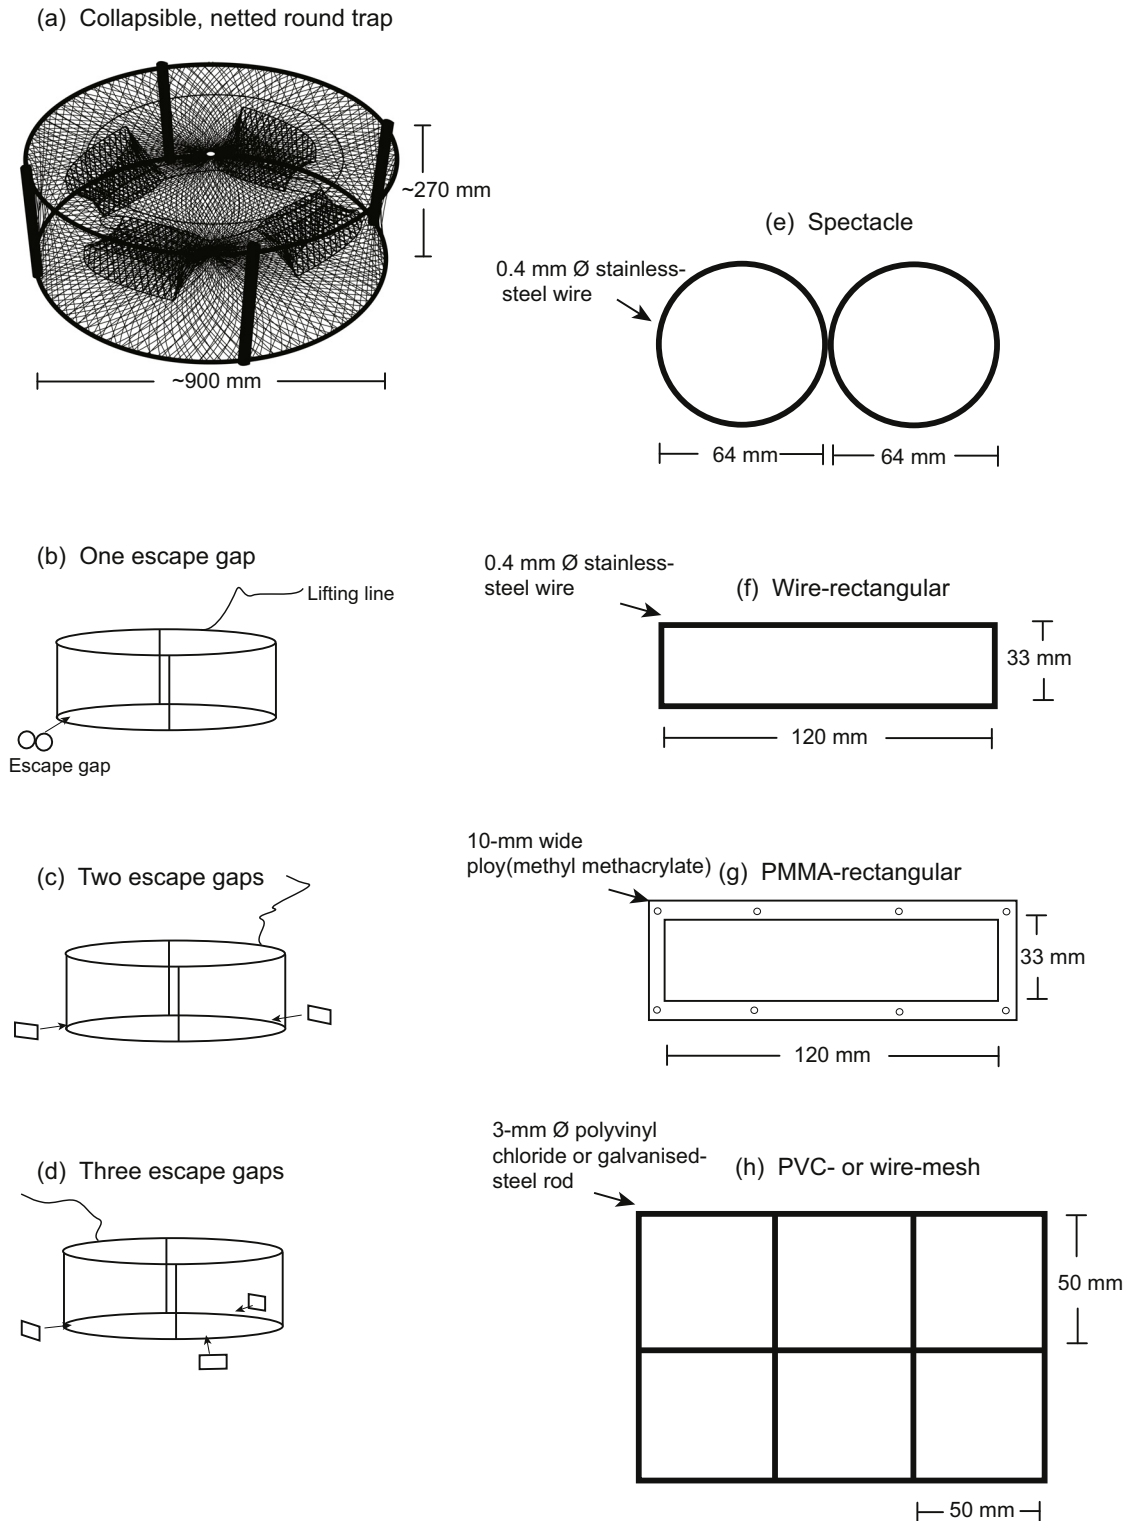 (a) Collapsible, netted round trap
~270 mm
~900 mm
(e) Spectacle
0.4 mm Ø stainless-
steel wire
64 mm
64 mm
(b) One escape gap
Lifting line
Escape gap
0.4 mm Ø stainless-
steel wire
(f) Wire-rectangular
33 mm
120 mm
(c) Two escape gaps
10-mm wide
ploy(methyl methacrylate)
(g) PMMA-rectangular
33 mm
120 mm
(d) Three escape gaps
3-mm Ø polyvinyl
chloride or galvanised-
steel rod
(h) PVC- or wire-mesh
50 mm
50 mm